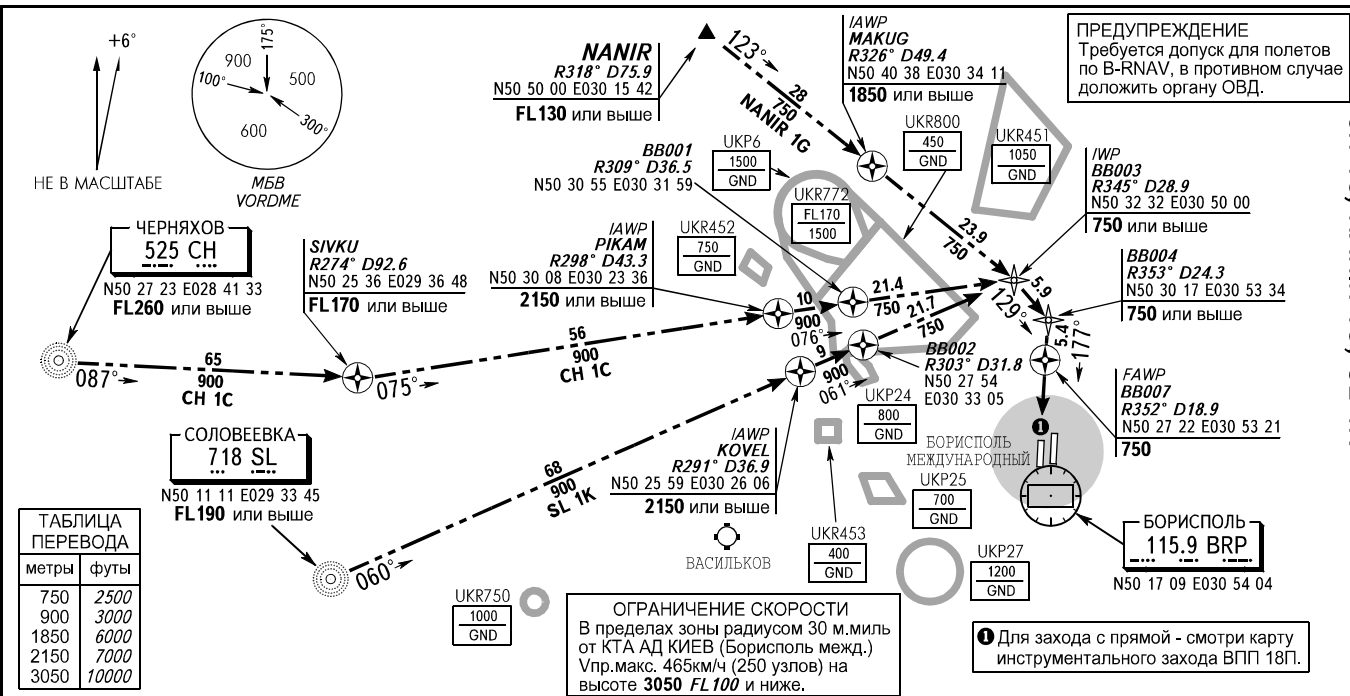 +6°
НЕ В МАСШТАБЕ
175°
900
500
100°
300°
600
МБВ
VORDME
NANIR
R318° D75.9
N50 50 00 E030 15 42
FL130 или выше
123°
28
750
NANIR 1G
IAWP
MAKUG
R326° D49.4
N50 40 38 E030 34 11
1850 или выше
ПРЕДУПРЕЖДЕНИЕ
Требуется допуск для полетов
по B-RNAV, в противном случае
доложить органу ОВД.
BB001
R309° D36.5
N50 30 55 E030 31 59
UKP6
1500
GND
UKR800
450
GND
UKR451
1050
GND
UKR772
FL170
1500
IWP
BB003
R345° D28.9
N50 32 32 E030 50 00
750 или выше
ЧЕРНЯХОВ
525 CH
N50 27 23 E028 41 33
FL260 или выше
SIVKU
R274° D92.6
N50 25 36 E029 36 48
FL170 или выше
IAWP
PIKAM
R298° D43.3
N50 30 08 E030 23 36
2150 или выше
UKR452
750
GND
23.9
750
BB004
R353° D24.3
N50 30 17 E030 53 34
750 или выше
10
900
076°
21.4
750
21.7
750
5.9
129°
5.4
177°
65
900
CH 1C
087°
56
900
CH 1C
075°
9
900
061°
BB002
R303° D31.8
N50 27 54
E030 33 05
FAWP
BB007
R352° D18.9
N50 27 22 E030 53 21
750
СОЛОВЕЕВКА
718 SL
N50 11 11 E029 33 45
FL190 или выше
68
900
SL 1K
060°
IAWP
KOVEL
R291° D36.9
N50 25 59 E030 26 06
2150 или выше
UKP24
800
GND
БОРИСПОЛЬ
МЕЖДУНАРОДНЫЙ
1
UKP25
700
GND
ВАСИЛЬКОВ
UKR453
400
GND
UKP27
1200
GND
БОРИСПОЛЬ
115.9 BRP
N50 17 09 E030 54 04
ТАБЛИЦА
ПЕРЕВОДА
метры футы
750 2500
900 3000
1850 6000
2150 7000
3050 10000
UKR750
1000
GND
ОГРАНИЧЕНИЕ СКОРОСТИ
В пределах зоны радиусом 30 м.миль
от КТА АД КИЕВ (Борисполь межд.)
Vпр.макс. 465км/ч (250 узлов) на
высоте 3050 FL100 и ниже.
1 Для захода с прямой - смотри карту
инструментального захода ВПП 18П.